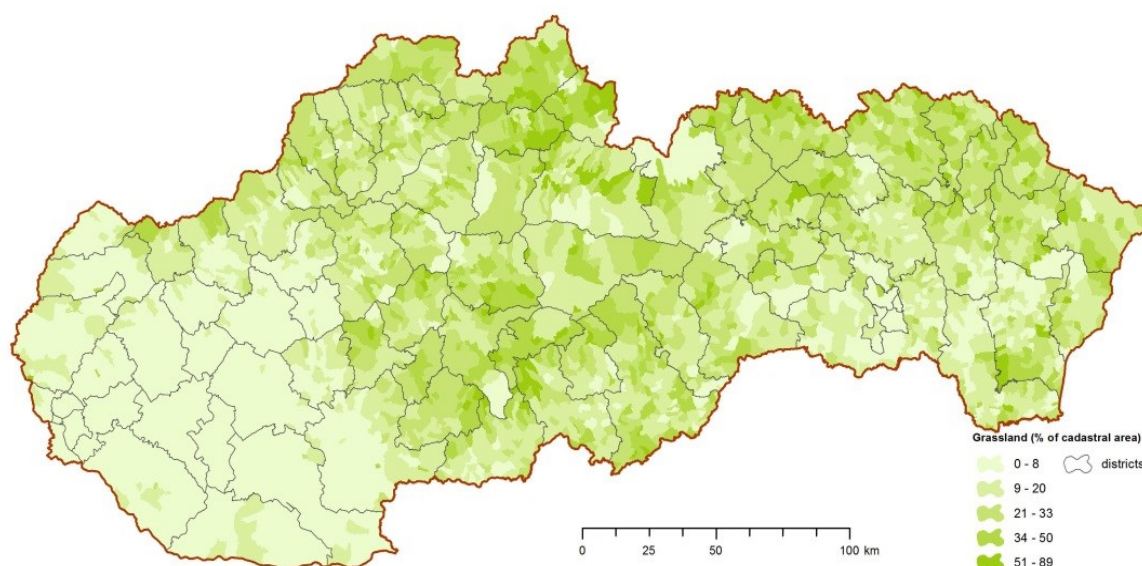 Grassland (% of cadastral area)
0 - 8
districts
9 - 20
21 - 33
34 - 50
51 - 89
0 25 50 100 km